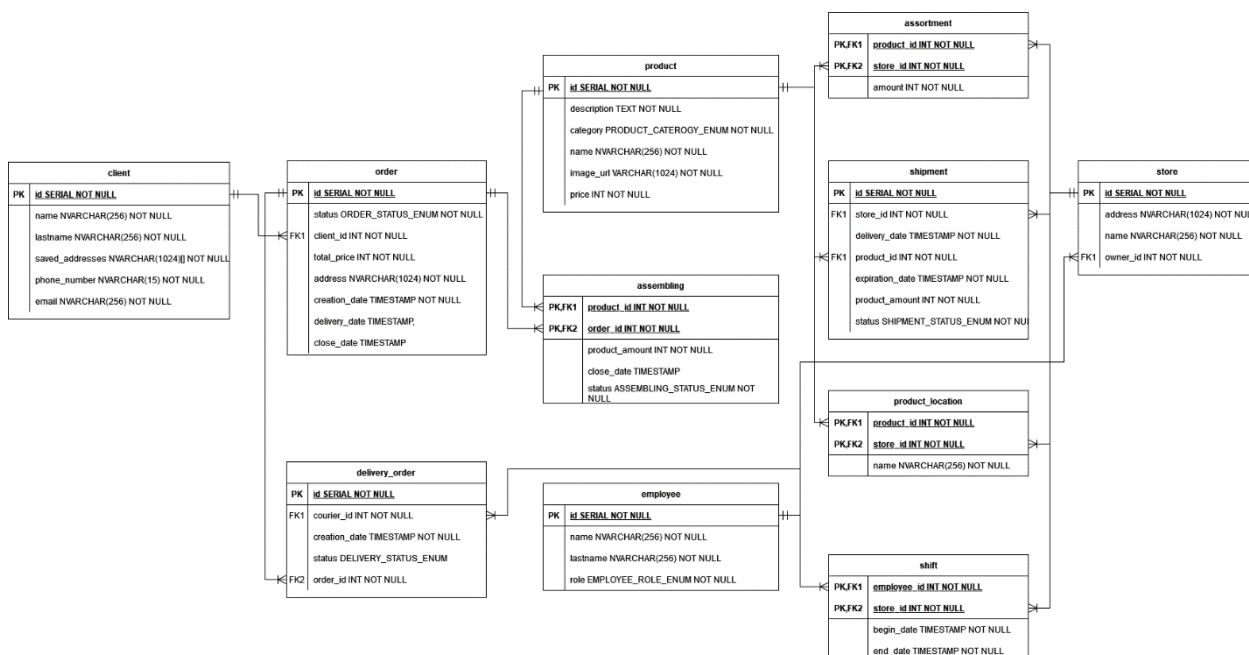 client
PK id SERIAL NOT NULL
name NVARCHAR(256) NOT NULL
lastname NVARCHAR(256) NOT NULL
saved_addresses NVARCHAR(1024)[] NOT NULL
phone_number NVARCHAR(15) NOT NULL
email NVARCHAR(256) NOT NULL
order
PK id SERIAL NOT NULL
status ORDER_STATUS_ENUM NOT NULL
FK1 client_id INT NOT NULL
total_price INT NOT NULL
address NVARCHAR(1024) NOT NULL
creation_date TIMESTAMP NOT NULL
delivery_date TIMESTAMP,
close_date TIMESTAMP
delivery_order
PK id SERIAL NOT NULL
FK1 courier_id INT NOT NULL
creation_date TIMESTAMP NOT NULL
status DELIVERY_STATUS_ENUM
FK2 order_id INT NOT NULL
product
PK id SERIAL NOT NULL
description TEXT NOT NULL
category PRODUCT_CATEROGY_ENUM NOT NULL
name NVARCHAR(256) NOT NULL
image_url VARCHAR(1024) NOT NULL
price INT NOT NULL
assembling
PK,FK1 product_id INT NOT NULL
PK,FK2 order_id INT NOT NULL
product_amount INT NOT NULL
close_date TIMESTAMP
status ASSEMBLING_STATUS_ENUM NOT
NULL
employee
PK id SERIAL NOT NULL
name NVARCHAR(256) NOT NULL
lastname NVARCHAR(256) NOT NULL
role EMPLOYEE_ROLE_ENUM NOT NULL
assortment
PK,FK1 product_id INT NOT NULL
PK,FK2 store_id INT NOT NULL
amount INT NOT NULL
shipment
FK1 store_id INT NOT NULL
delivery_date TIMESTAMP NOT NULL
FK1 product_id INT NOT NULL
expiration_date TIMESTAMP NOT NULL
product_amount INT NOT NULL
status SHIPMENT_STATUS_ENUM NOT NUL
product_location
PK,FK1 product_id INT NOT NULL
PK,FK2 store_id INT NOT NULL
name NVARCHAR(256) NOT NULL
shift
PK,FK1 employee_id INT NOT NULL
PK,FK2 store_id INT NOT NULL
begin_date TIMESTAMP NOT NULL
end_date TIMESTAMP NOT NULL
store
PK id SERIAL NOT NULL
address NVARCHAR(1024) NOT NUL
name NVARCHAR(256) NOT NULL
FK1 owner_id INT NOT NULL